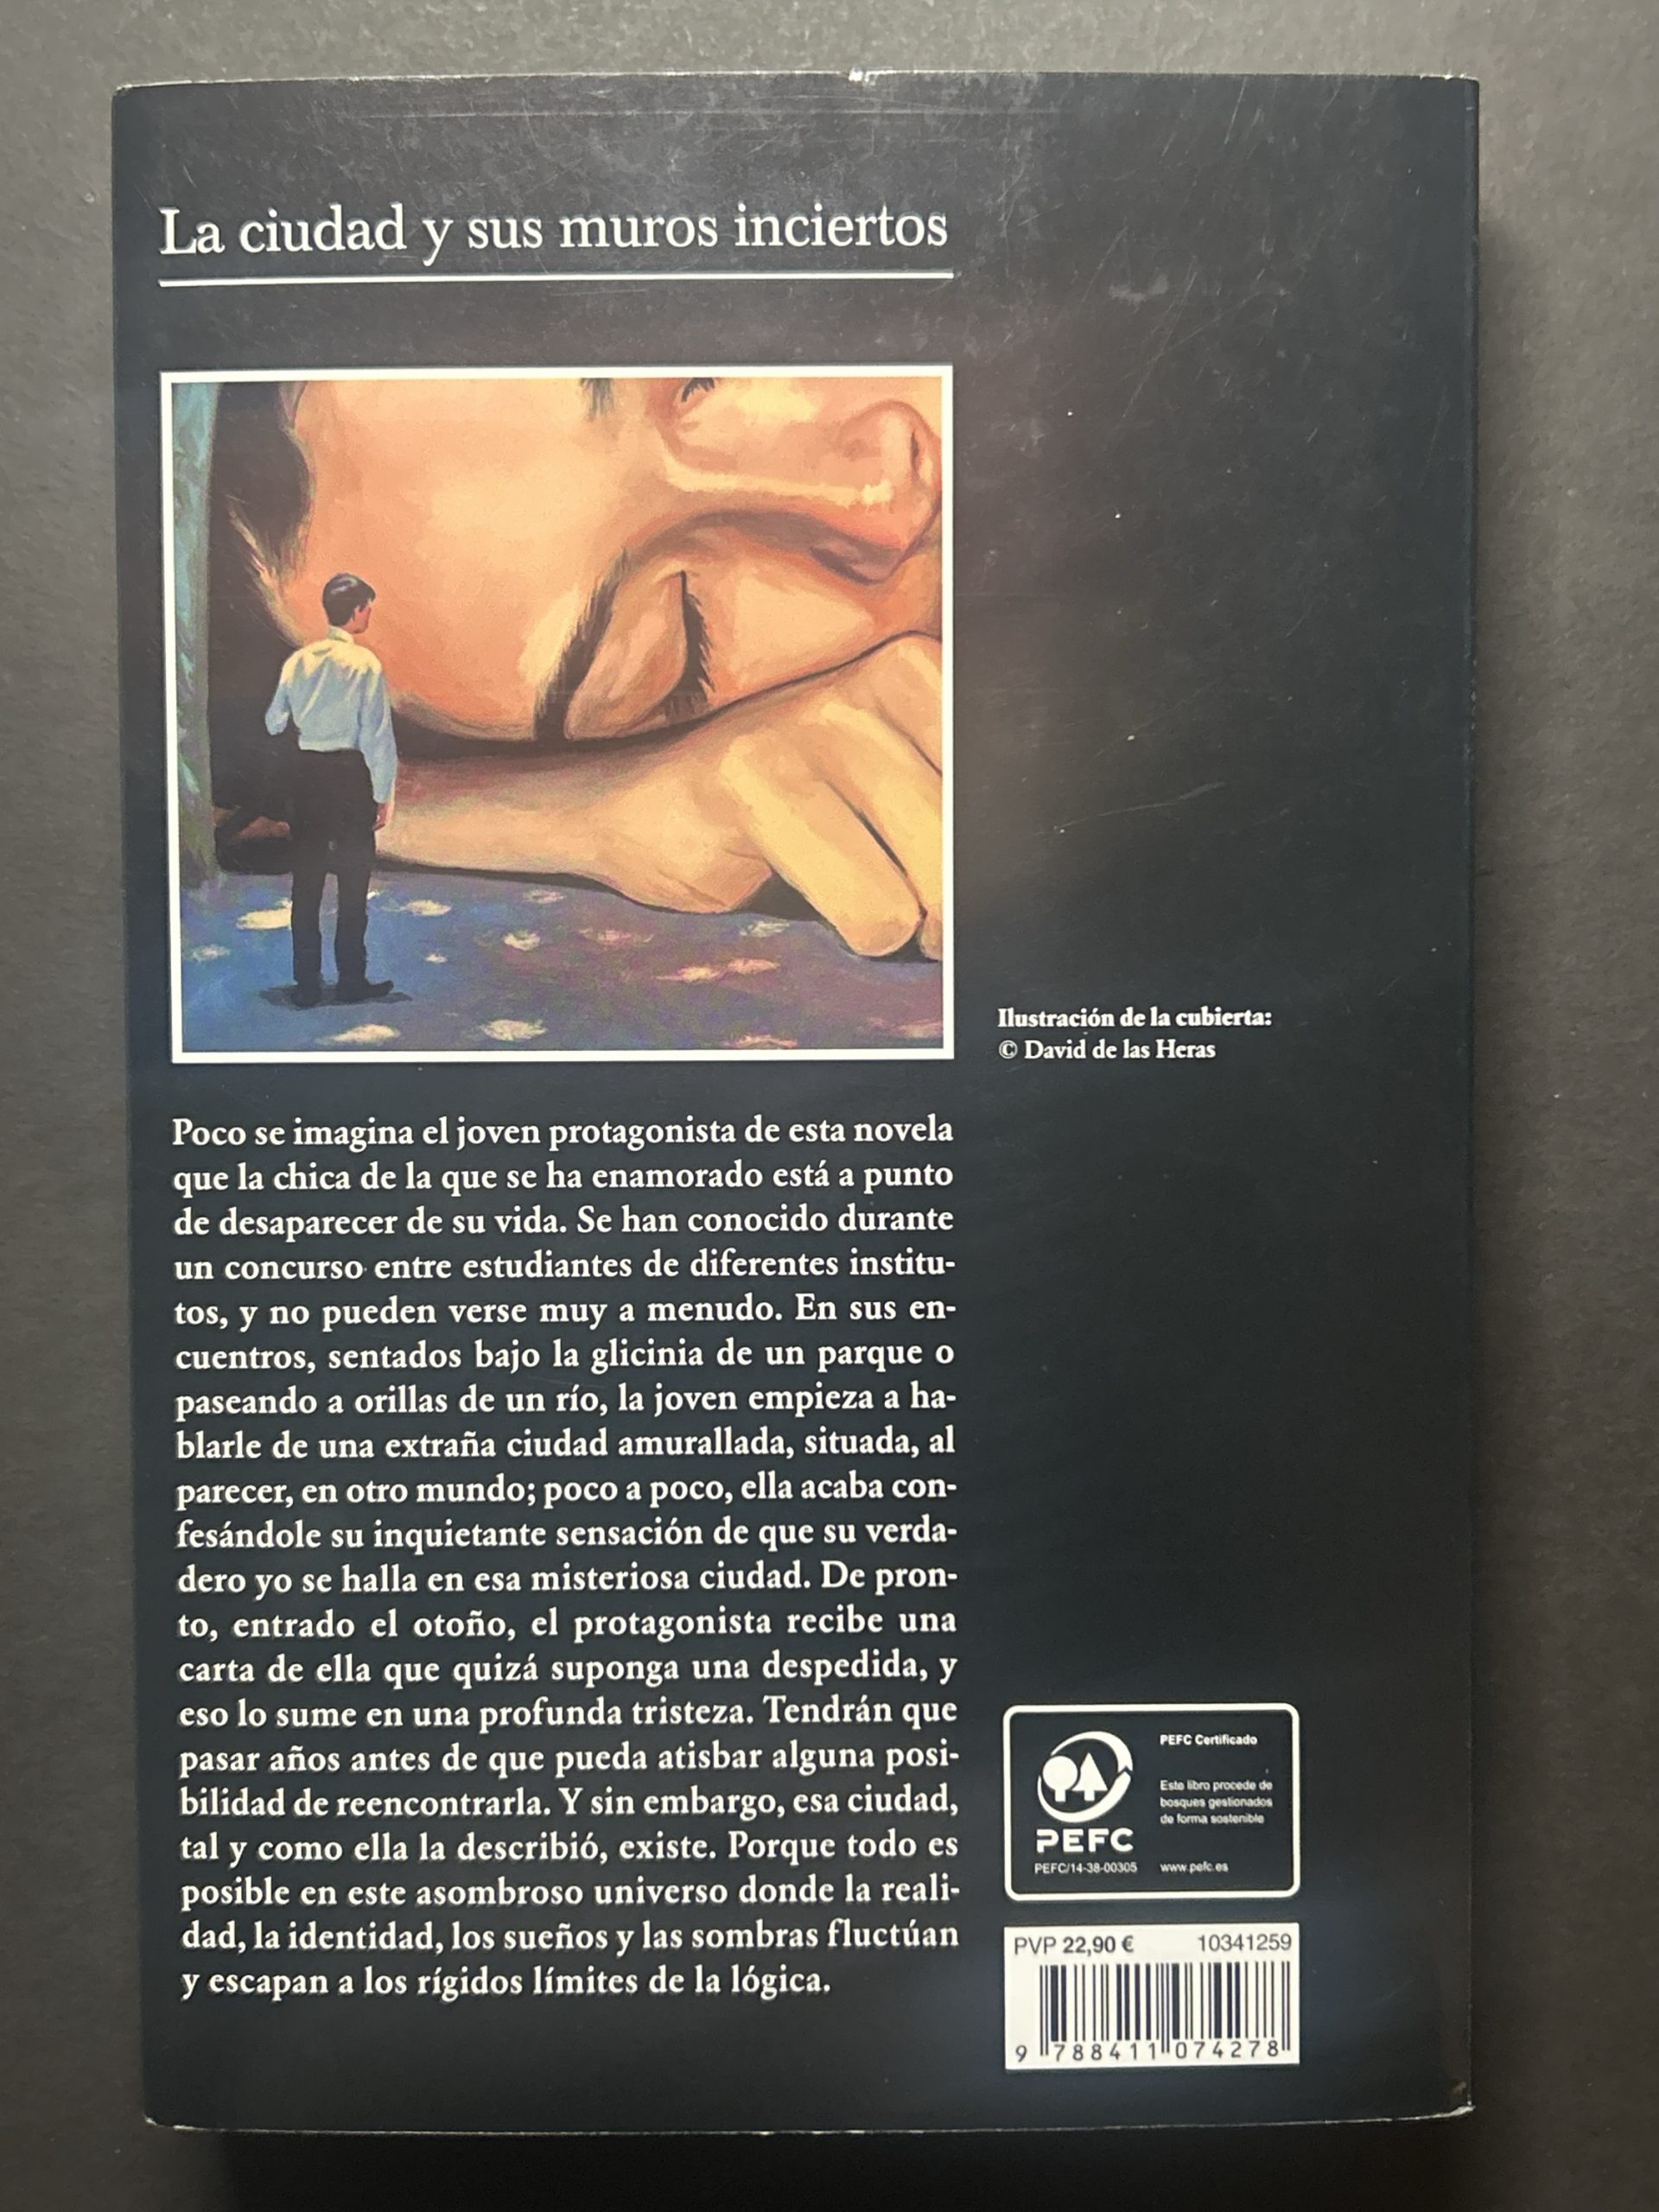 La ciudad y sus muros inciertos
Ilustración de la cubierta:
© David de las Heras
Poco se imagina el joven protagonista de esta novela
que la chica de la que se ha enamorado está a punto
de desaparecer de su vida. Se han conocido durante
un concurso entre estudiantes de diferentes institu-
tos, y no pueden verse muy a menudo. En sus en-
cuentros, sentados bajo la glicinia de un parque o
paseando a orillas de un río, la joven empieza a ha-
blarle de una extraña ciudad amurallada, situada, al
parecer, en otro mundo; poco a poco, ella acaba con-
fesándole su inquietante sensación de que su verda-
dero yo se halla en esa misteriosa ciudad. De pron-
to, entrado el otoño, el protagonista recibe una
carta de ella que quizá suponga una despedida, y
eso lo sume en una profunda tristeza. Tendrán que
pasar años antes de que pueda atisbar alguna posi-
bilidad de reencontrarla. Y sin embargo, esa ciudad,
tal y como ella la describió, existe. Porque todo es
posible en este asombroso universo donde la reali-
dad, la identidad, los sueños y las sombras fluctúan
y escapan a los rígidos límites de la lógica.
PEFC Certificado
Este libro procede de
bosques gestionados
de forma sostenible
PEFC
PEFC/14-38-00305
www.pefc.es
PVP 22,90 € 10341259
9 788411 074278